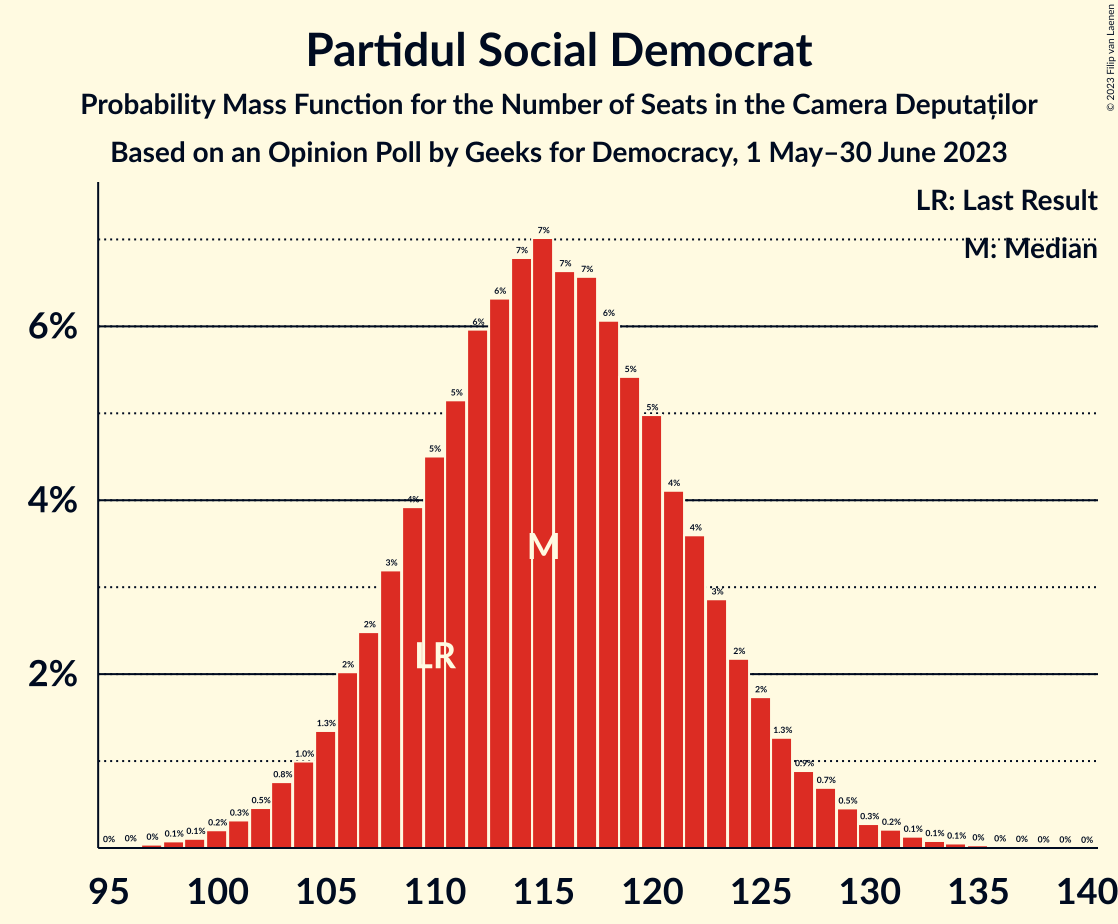 Partidul Social Democrat
Probability Mass Function for the Number of Seats in the Camera Deputaților
Based on an Opinion Poll by Geeks for Democracy, 1 May–30 June 2023
© 2023 Filip van Laenen
LR: Last Result
M: Median
6%
4%
2%
0% 0% 0% 0.1% 0.1% 0.2% 0.3% 0.5% 0.8% 1.0% 1.3% 2% 2% 3% 4% 5% 5% 6% 6% 7% 7% 7% 7% 6% 5% 5% 4% 4% 3% 2% 2% 1.3% 0.9% 0.7% 0.5% 0.3% 0.2% 0.1% 0.1% 0.1% 0% 0% 0% 0% 0% 0%
M
LR
95 100 105 110 115 120 125 130 135 140